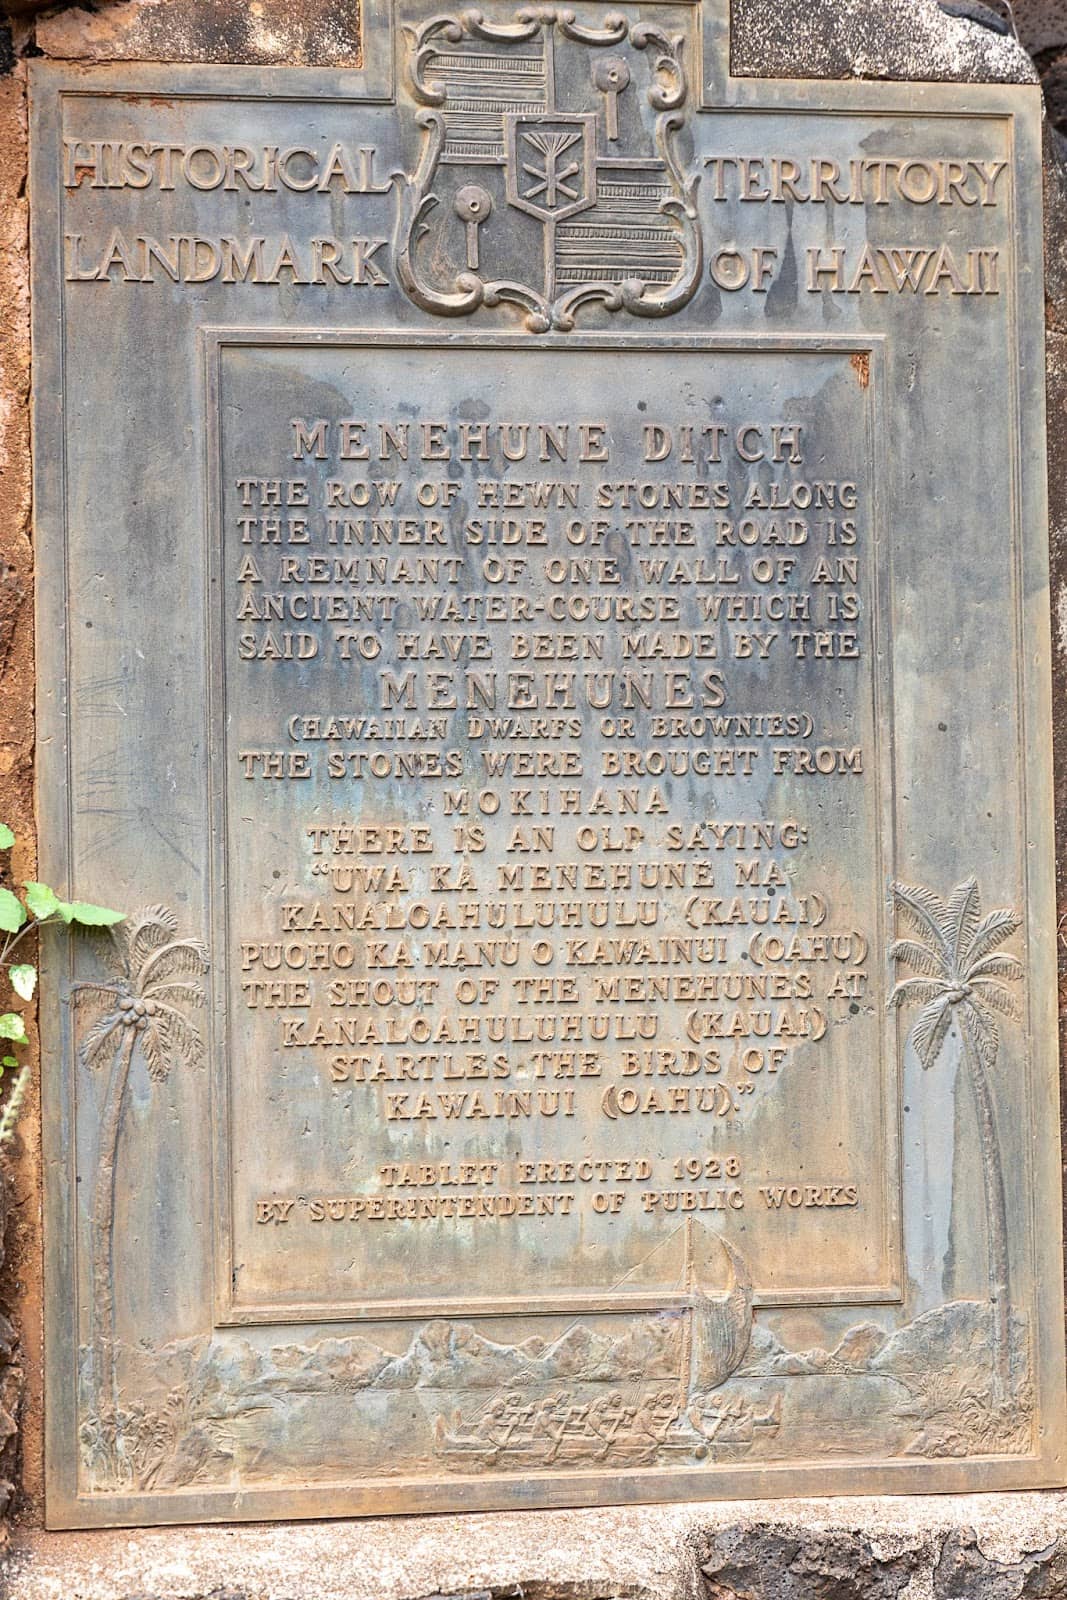 HISTORICAL
LANDMARK
TERRITORY
OF HAWAII
MENEHUNE DITCH
THE ROW OF HEWN STONES ALONG
THE INNER SIDE OF THE ROAD IS
A REMNANT OF ONE WALL OF AN
ANCIENT WATER-COURSE WHICH IS
SAID TO HAVE BEEN MADE BY THE
MENEHUNES
(HAWAIIAN DWARFS OR BROWNIES)
THE STONES WERE BROUGHT FROM
MOKIHANA
THERE IS AN OLD SAYING:
"UWA KA MENEHUNE MA
KANALOAHULUHULU (KAUAI)
PUOHO KA MANU O KAWAINUI (OAHU)
THE SHOUT OF THE MENEHUNES AT
KANALOAHULUHULU (KAUAI)
STARTLES THE BIRDS OF
KAWAINUI (OAHU)."
TABLET ERECTED 1928
BY SUPERINTENDENT OF PUBLIC WORKS